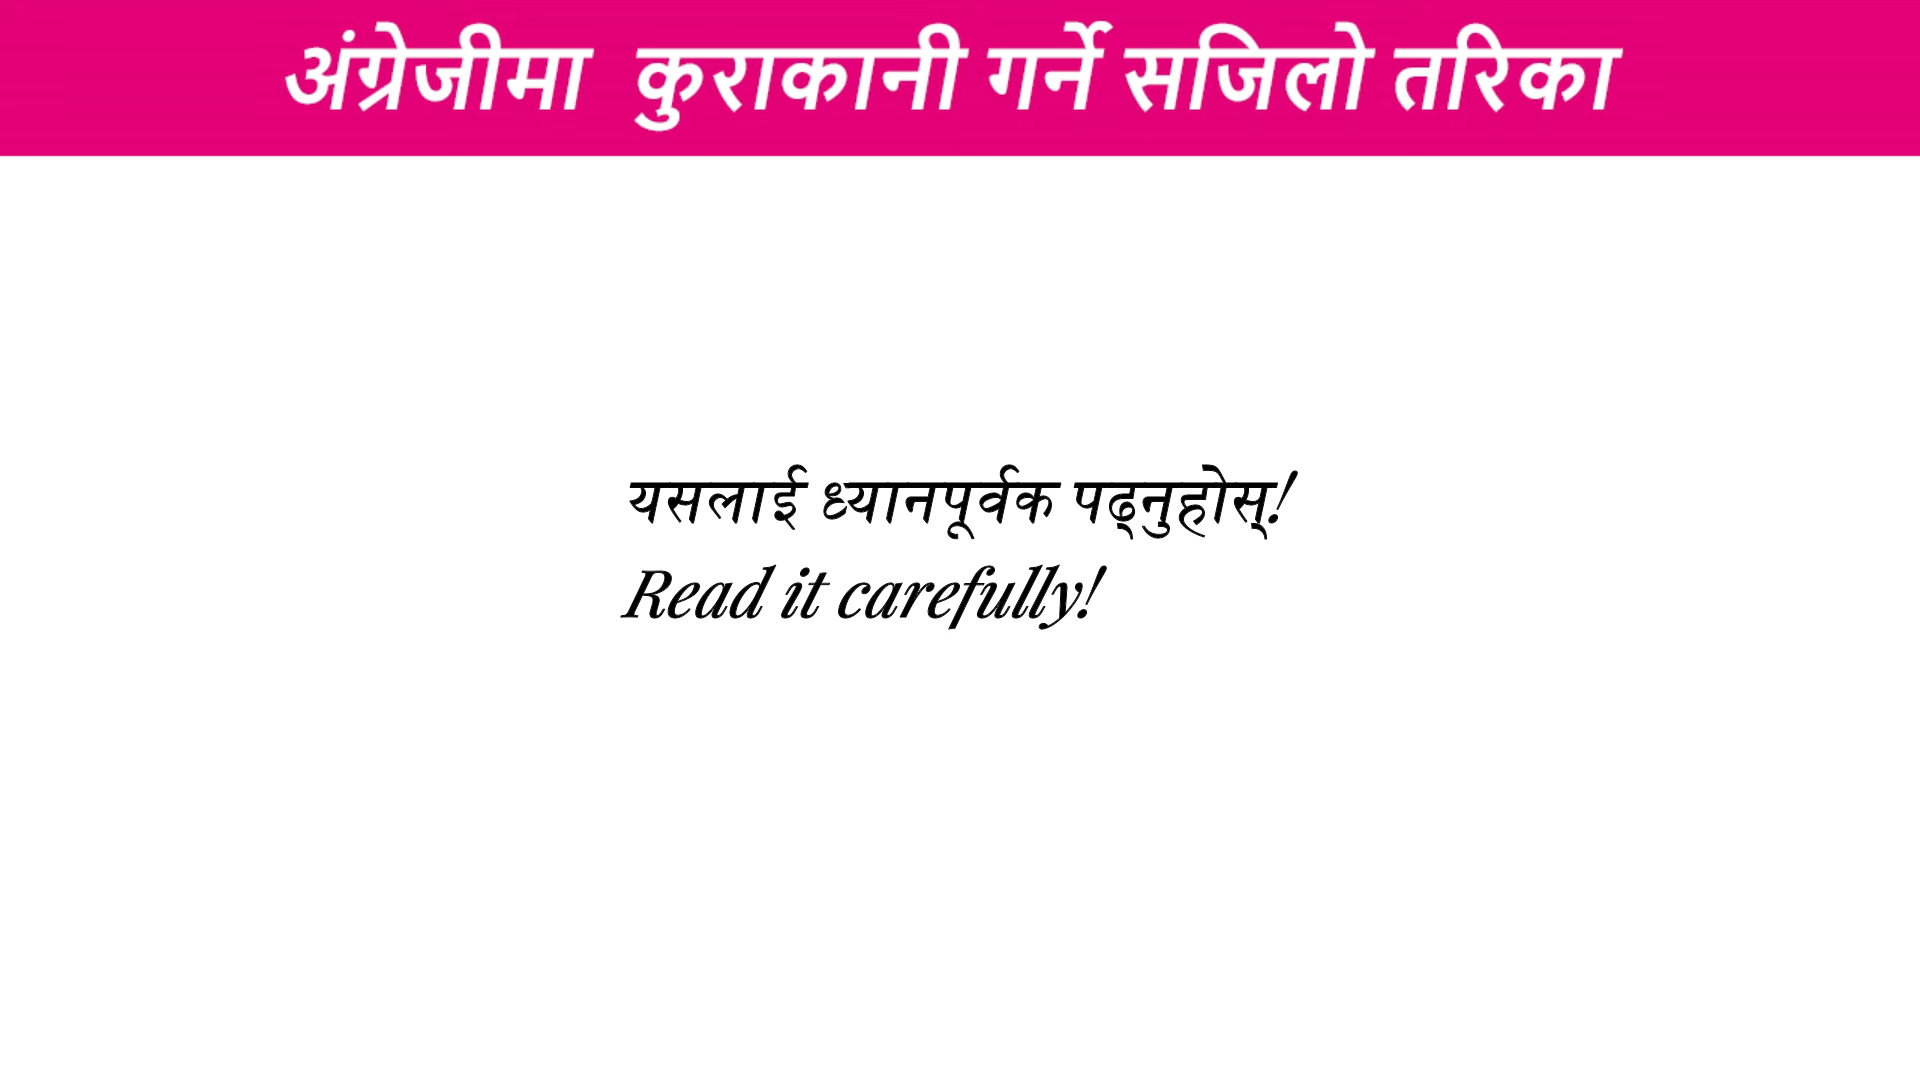 अंग्रेजीमा कुराकानी गर्ने सजिलो तरिका
यसलाई ध्यानपूर्वक पढ्नुहोस्!
Read it carefully!